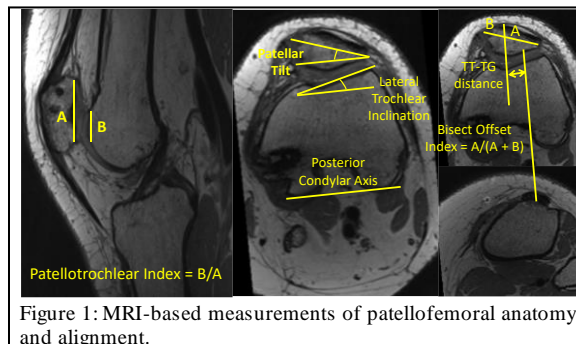 A
B
Patellotrochlear Index = B/A
Patellar
Tilt
Lateral
Trochlear
Inclination
Posterior
Condylar Axis
B
A
TT-TG
distance
Bisect Offset
Index = A/(A + B)
Figure 1: MRI-based measurements of patellofemoral anatomy
and alignment.